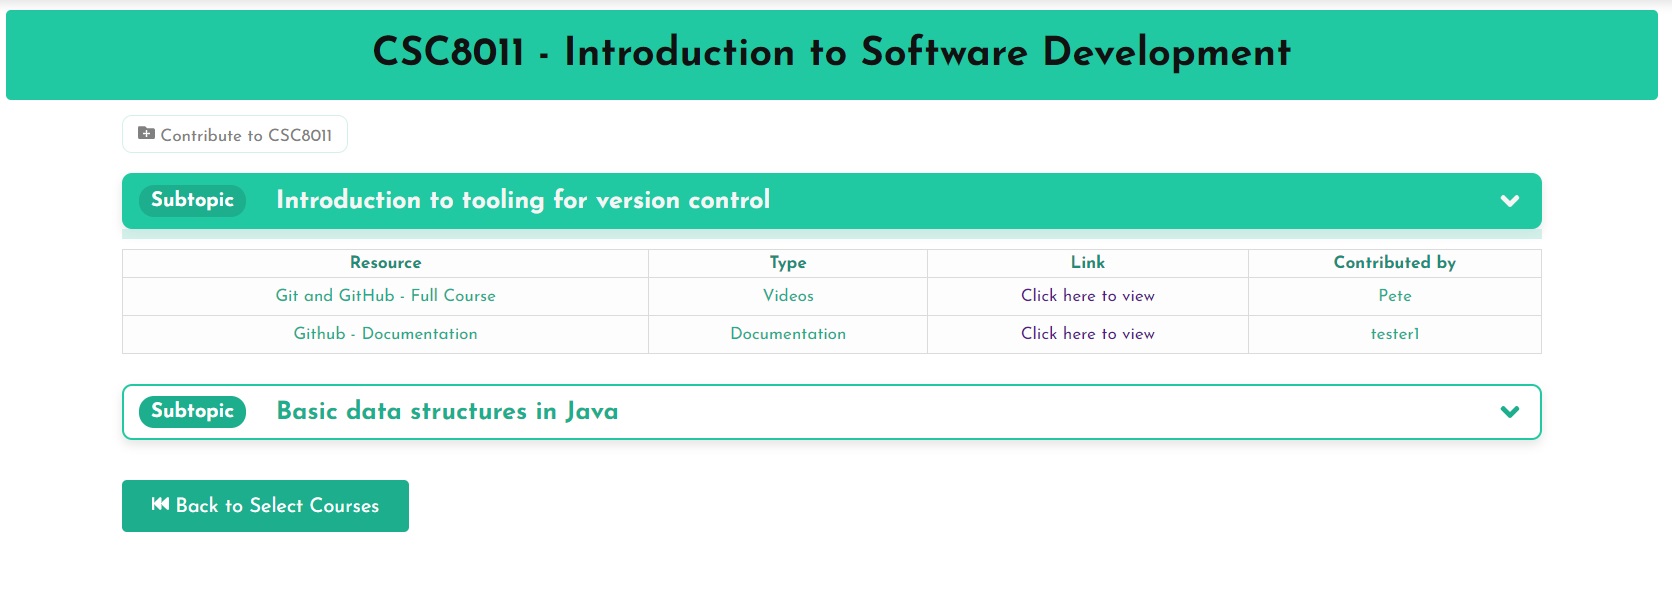 CSC8011 - Introduction to Software Development
Contribute to CSC8011
Subtopic Introduction to tooling for version control
Resource Type Link Contributed by
Git and GitHub - Full Course Videos Click here to view Pete
Github - Documentation Documentation Click here to view tester1
Subtopic Basic data structures in Java
Back to Select Courses